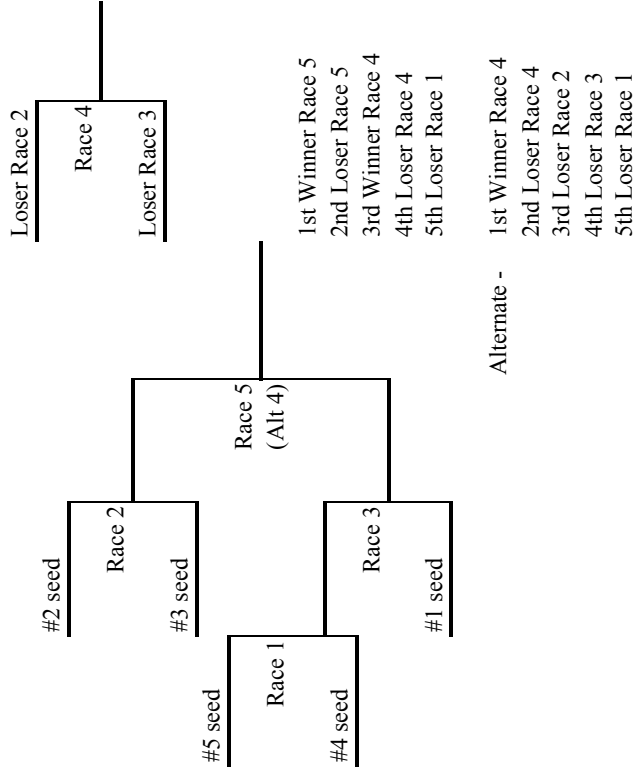 Loser Race 2
Race 4
Loser Race 3
#2 seed
Race 2
#3 seed
#5 seed
Race 1
#4 seed
Race 3
#1 seed
Race 5
(Alt 4)
1st Winner Race 5
2nd Loser Race 5
3rd Winner Race 4
4th Loser Race 4
5th Loser Race 1
Alternate - 1st Winner Race 4
2nd Loser Race 4
3rd Loser Race 2
4th Loser Race 3
5th Loser Race 1